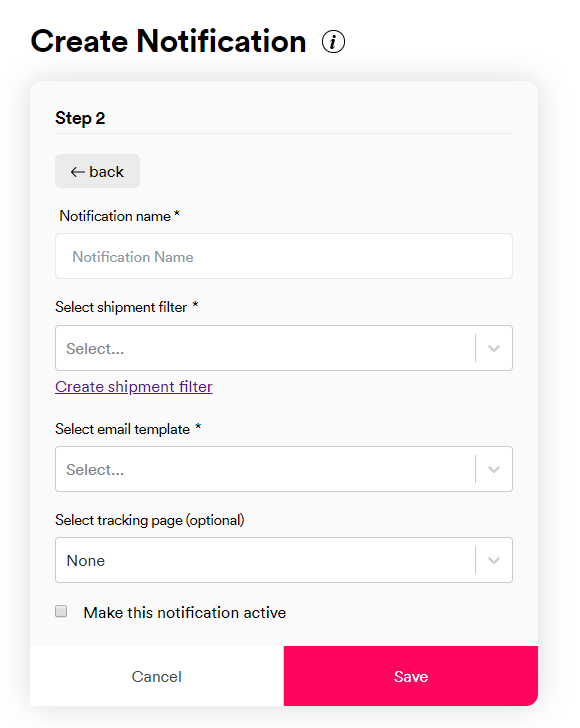 Create Notification i
Step 2
← back
Notification name *
Notification Name
Select shipment filter *
Select...
Create shipment filter
Select email template *
Select...
Select tracking page (optional)
None
Make this notification active
Cancel Save